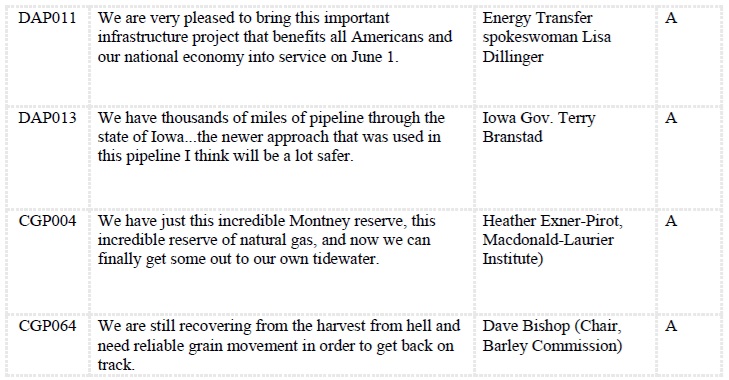 DAP011 We are very pleased to bring this important Energy Transfer A
infrastructure project that benefits all Americans and spokeswoman Lisa
our national economy into service on June 1. Dillinger
DAP013 We have thousands of miles of pipeline through the Iowa Gov. Terry A
state of Iowa...the newer approach that was used in Branstad
this pipeline I think will be a lot safer.
CGP004 We have just this incredible Montney reserve, this Heather Exner-Pirot, A
incredible reserve of natural gas, and now we can Macdonald-Laurier
finally get some out to our own tidewater. Institute)
CGP064 We are still recovering from the harvest from hell and Dave Bishop (Chair, A
need reliable grain movement in order to get back on Barley Commission)
track.